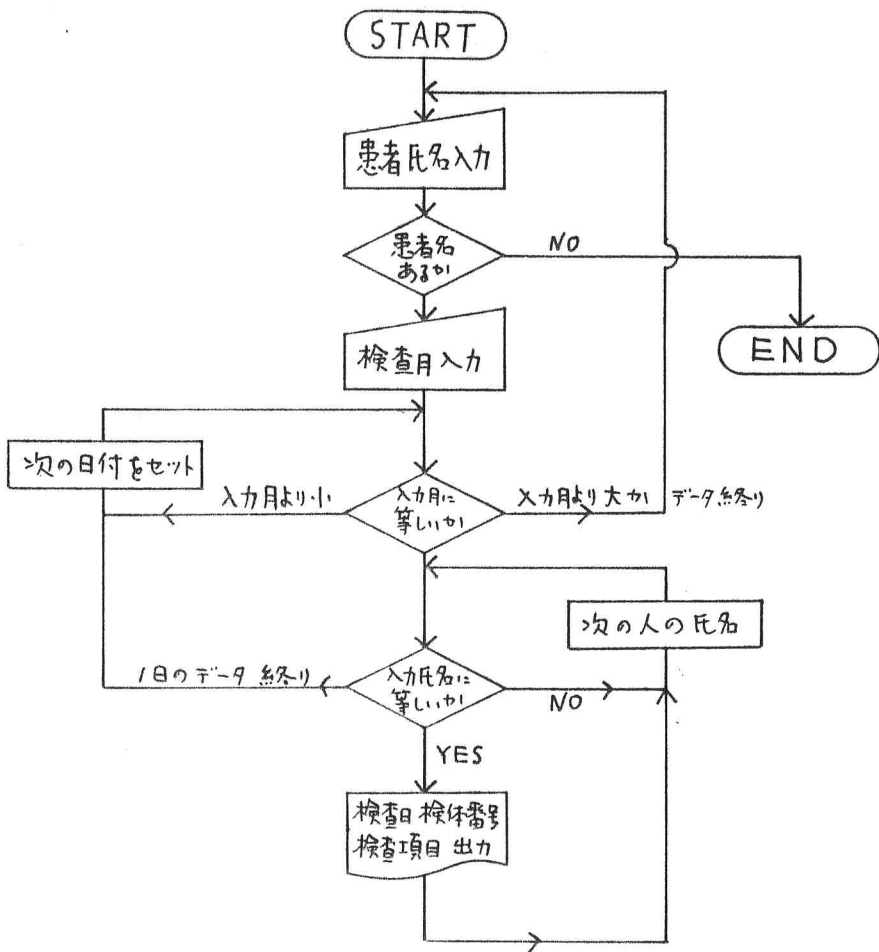 START
患者氏名入力
患者名
あるか
NO
END
検査月入力
次の日付をセット
入力月より小
入力月に
等しいか
入力月より大か
データ終り
次の人の氏名
1日のデータ終り
入力氏名に
等しいか
NO
YES
検査日 検体番号
検査項目 出力